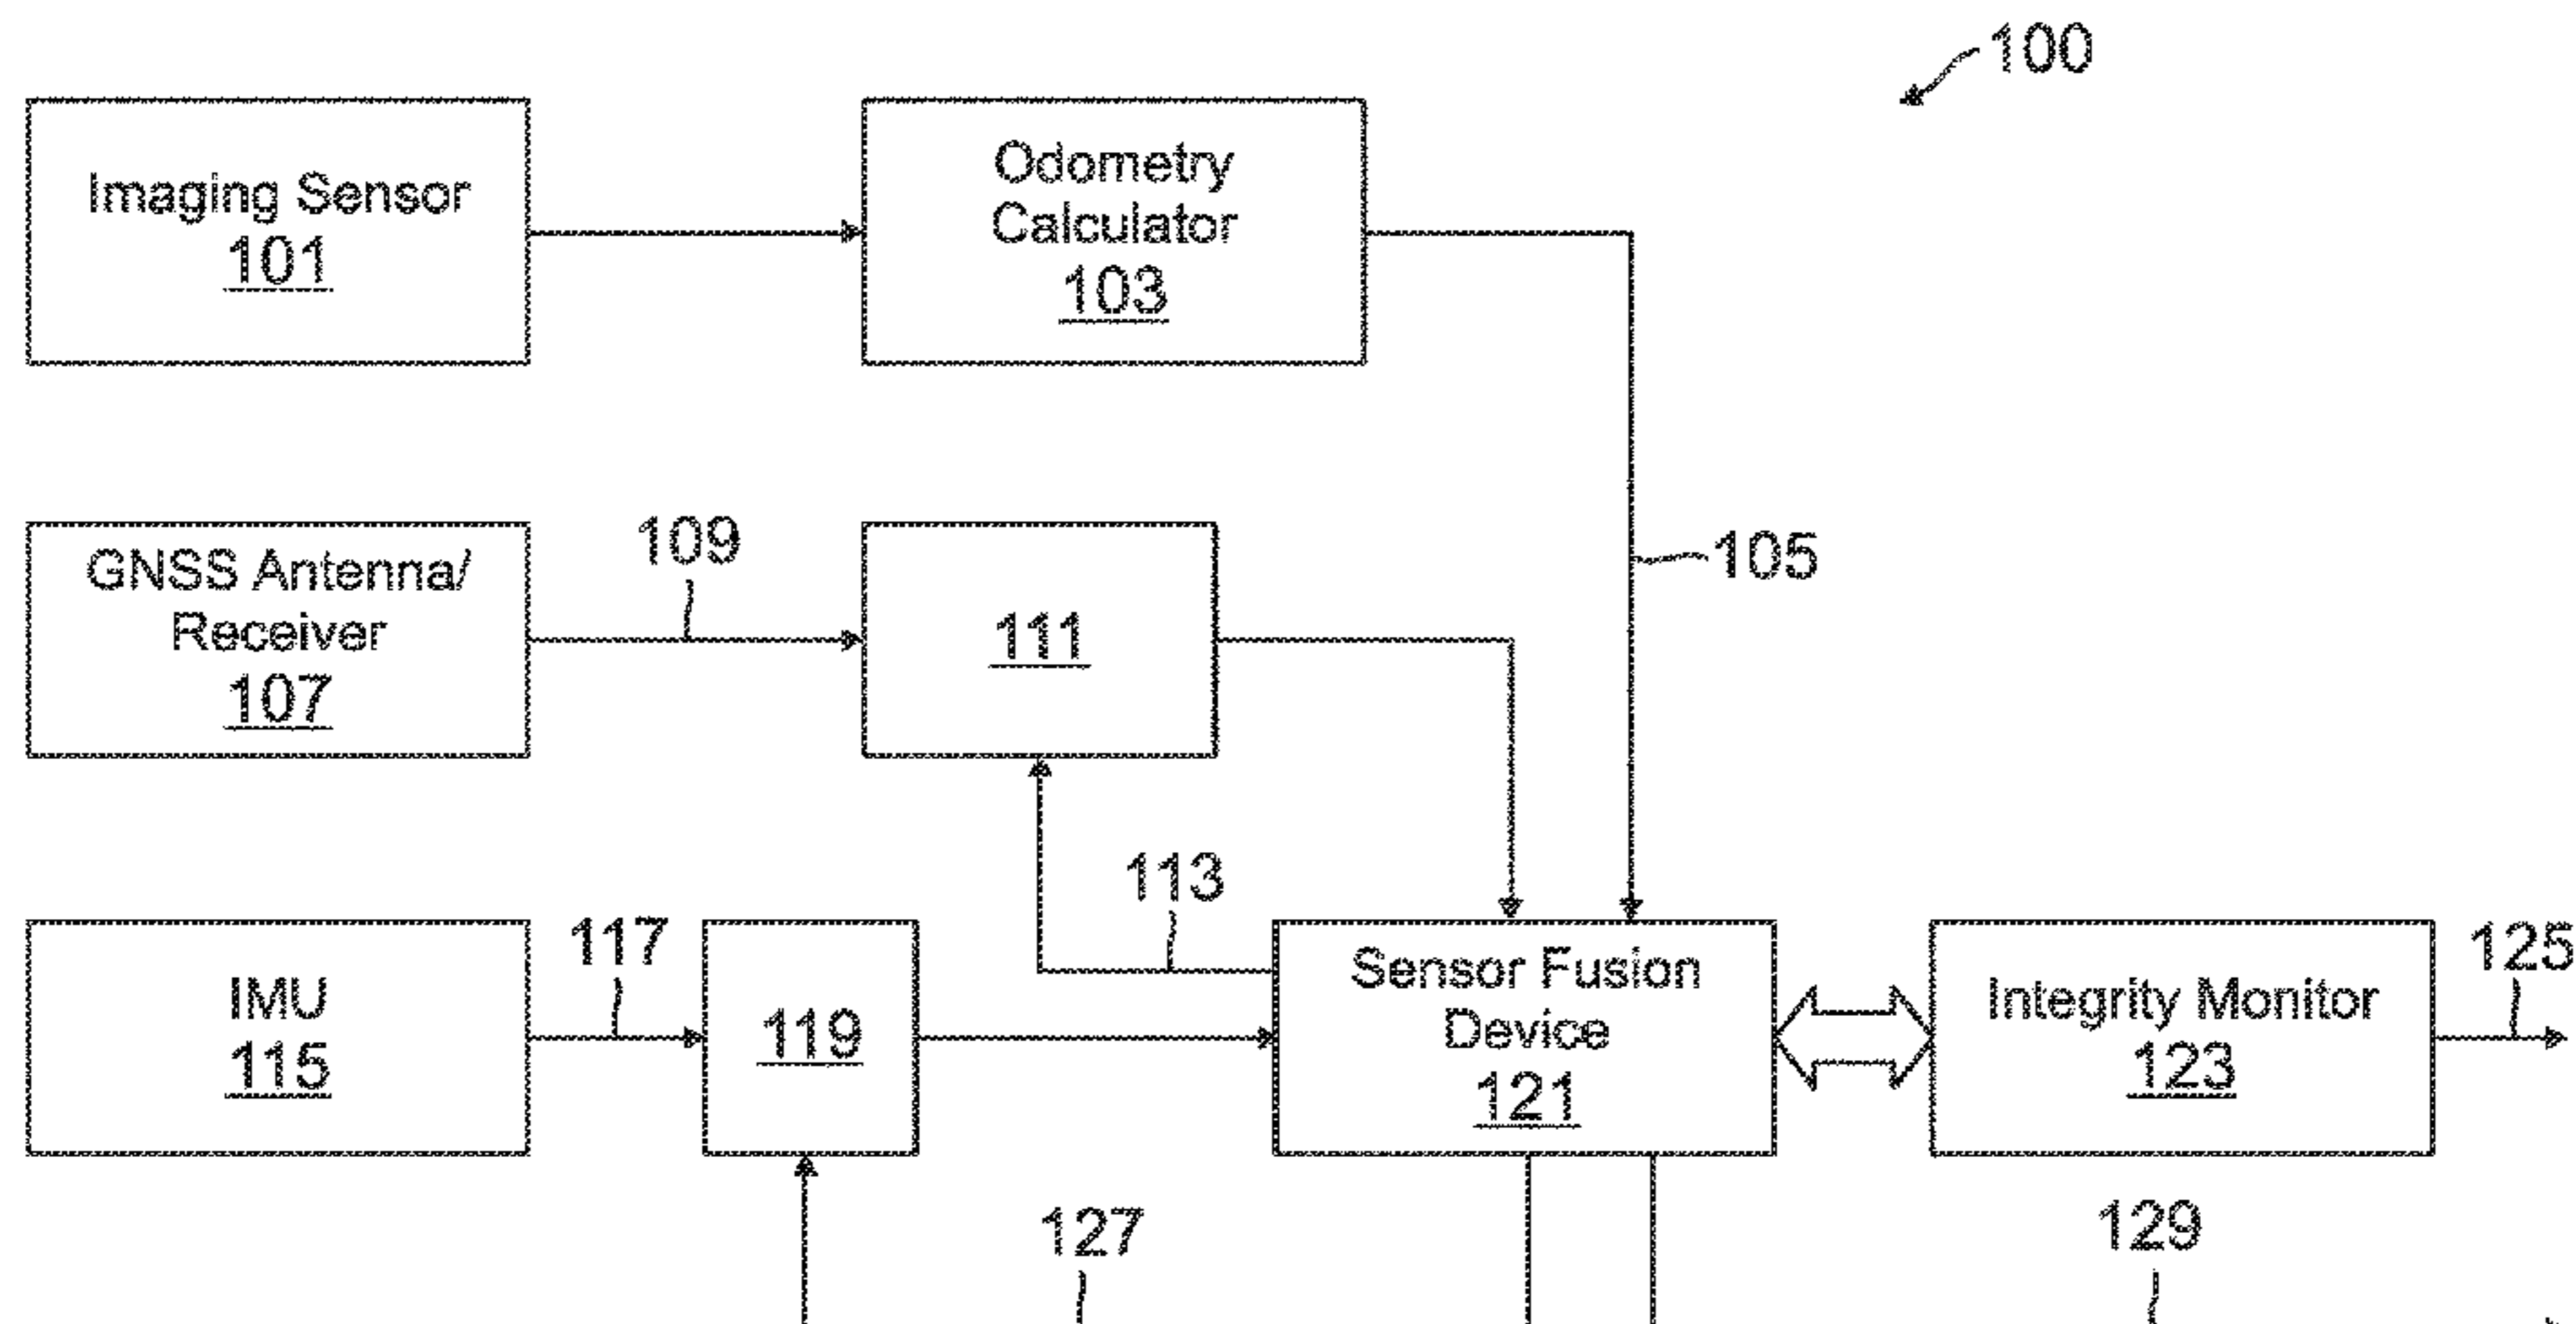 100
Imaging Sensor
101
Odometry
Calculator
103
GNSS Antenna/
Receiver
107
109
111
105
113
IMU
115
117
119
Sensor Fusion
Device
121
Integrity Monitor
123
125
127
129